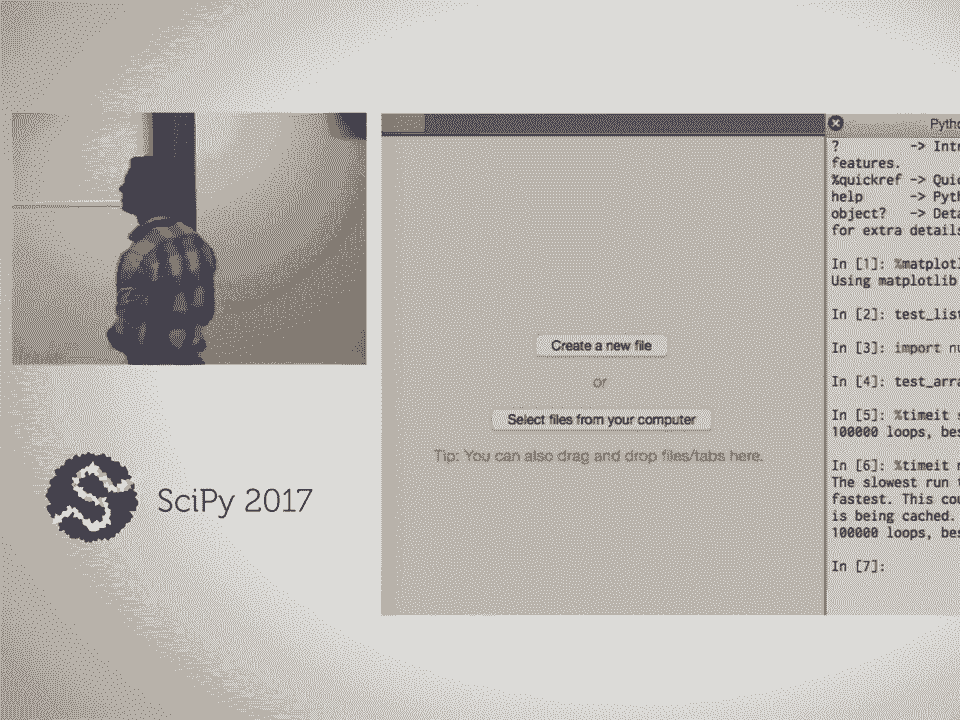 SciPy 2017
Create a new file
or
Select files from your computer
Tip: You can also drag and drop files/tabs here.
? -> Intr
features.
%quickref -> Quic
help -> Pyth
object? -> Deta
for extra details
In [1]: %matplotl
Using matplotlib
In [2]: test_list
In [3]: import nu
In [4]: test_arra
In [5]: %timeit s
100000 loops, bes
In [6]: %timeit n
The slowest run t
fastest. This cou
is being cached.
100000 loops, bes
In [7]: